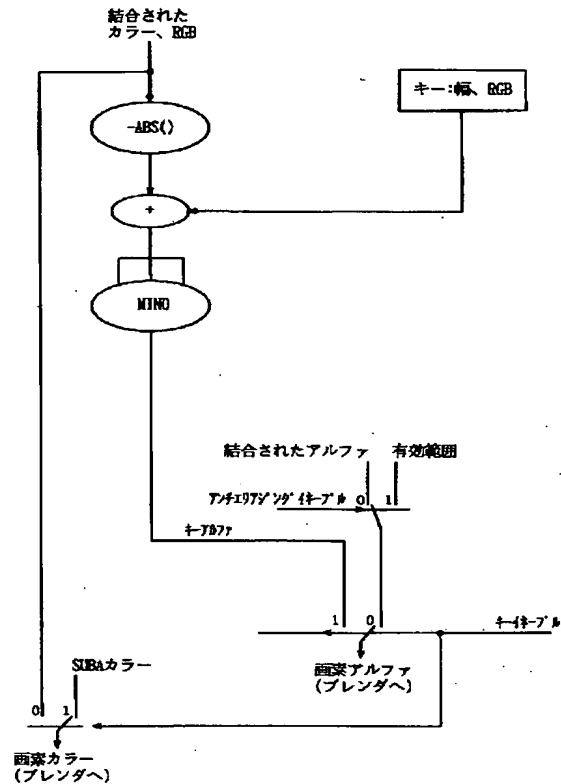 結合された
カラー、RGB
キー:幅、RGB
-ABS()
+
MIN()
結合されたアルファ
有効範囲
アンチエリアジングイネーブル
0
1
キーアルファ
1
0
キーイネーブル
画素アルファ
(ブレンダへ)
SUBAカラー
0
1
画素カラー
(ブレンダへ)